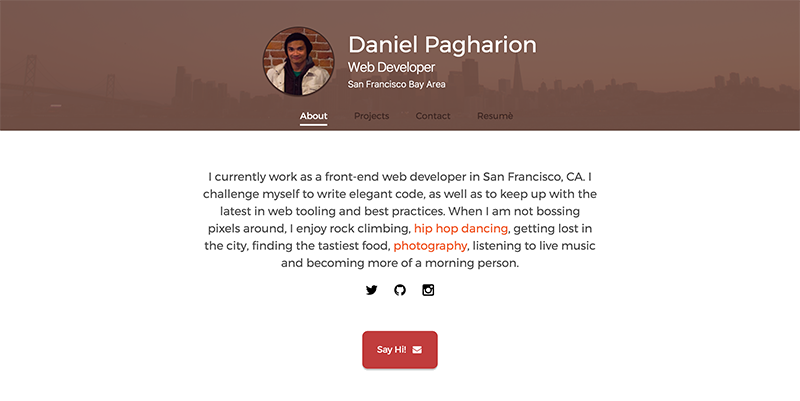 Daniel Pagharion
Web Developer
San Francisco Bay Area
About Projects Contact Resumè
I currently work as a front-end web developer in San Francisco, CA. I
challenge myself to write elegant code, as well as to keep up with the
latest in web tooling and best practices. When I am not bossing
pixels around, I enjoy rock climbing, hip hop dancing, getting lost in
the city, finding the tastiest food, photography, listening to live music
and becoming more of a morning person.
Say Hi!